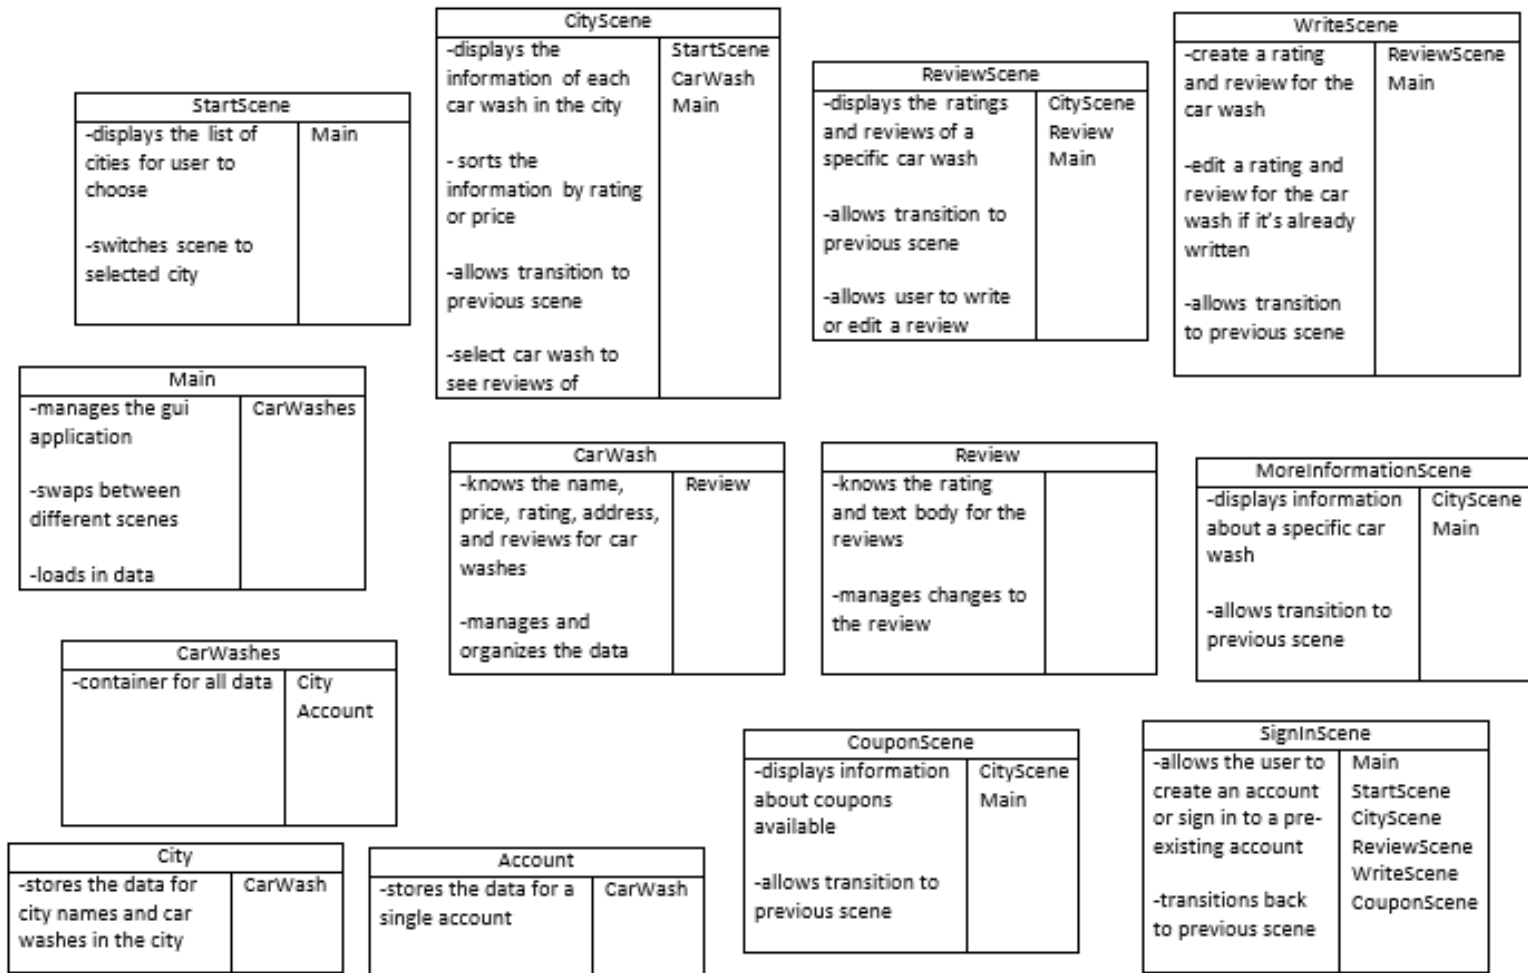 StartScene
-displays the list of
cities for user to
choose
-switches scene to
selected city
Main
CityScene
-displays the
information of each
car wash in the city
- sorts the
information by rating
or price
-allows transition to
previous scene
-select car wash to
see reviews of
StartScene
CarWash
Main
ReviewScene
-displays the ratings
and reviews of a
specific car wash
-allows transition to
previous scene
-allows user to write
or edit a review
CityScene
Review
Main
WriteScene
-create a rating
and review for the
car wash
-edit a rating and
review for the car
wash if it's already
written
-allows transition
to previous scene
ReviewScene
Main
Main
-manages the gui
application
-swaps between
different scenes
-loads in data
CarWashes
CarWash
-knows the name,
price, rating, address,
and reviews for car
washes
-manages and
organizes the data
Review
Review
-knows the rating
and text body for the
reviews
-manages changes to
the review
MoreInformationScene
-displays information
about a specific car
wash
-allows transition to
previous scene
CityScene
Main
CarWashes
-container for all data
City
Account
CouponScene
-displays information
about coupons
available
-allows transition to
previous scene
CityScene
Main
SignInScene
-allows the user to
create an account
or sign in to a pre-
existing account
-transitions back
to previous scene
Main
StartScene
CityScene
ReviewScene
WriteScene
CouponScene
City
-stores the data for
city names and car
washes in the city
CarWash
Account
-stores the data for a
single account
CarWash